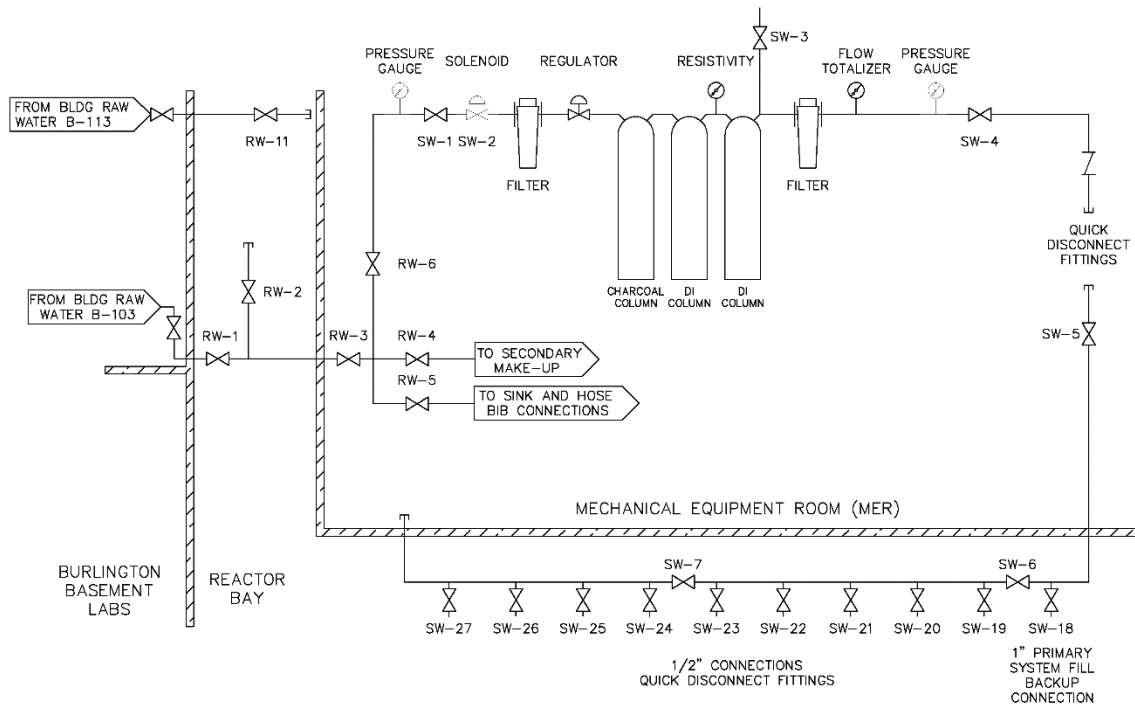 SW-3
PRESSURE
GAUGE
SOLENOID
REGULATOR
RESISTIVITY
FLOW
TOTALIZER
PRESSURE
GAUGE
FROM BLDG RAW
WATER B-113
RW-11
SW-1
SW-2
FILTER
FILTER
SW-4
QUICK
DISCONNECT
FITTINGS
RW-6
RW-2
CHARCOAL
COLUMN
DI
COLUMN
DI
COLUMN
FROM BLDG RAW
WATER B-103
RW-1
RW-3
RW-4
SW-5
TO SECONDARY
MAKE-UP
RW-5
TO SINK AND HOSE
BIB CONNECTIONS
MECHANICAL EQUIPMENT ROOM (MER)
BURLINGTON
BASEMENT
LABS
REACTOR
BAY
SW-7
SW-6
SW-27
SW-26
SW-25
SW-24
SW-23
SW-22
SW-21
SW-20
SW-19
SW-18
1/2" CONNECTIONS
QUICK DISCONNECT FITTINGS
1" PRIMARY
SYSTEM FILL
BACKUP
CONNECTION